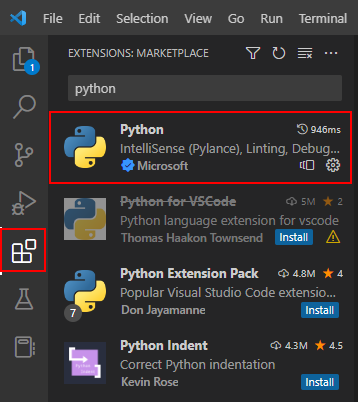 File Edit Selection View Go Run Terminal
1
EXTENSIONS: MARKETPLACE
python
Python 946ms
IntelliSense (Pylance), Linting, Debug...
Microsoft
Python for VSCode 5M ★ 2
Python language extension for vscode
Thomas Haakon Townsend Install
Python Extension Pack 4.8M ★ 4
Popular Visual Studio Code extensio...
7 Don Jayamanne Install
Python Indent 4.3M ★ 4.5
Correct Python indentation
Kevin Rose Install